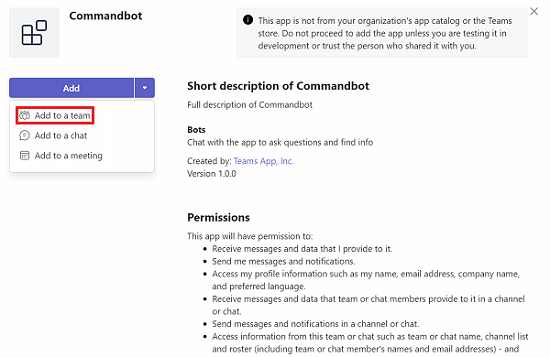 Commandbot
This app is not from your organization's app catalog or the Teams
store. Do not proceed to add the app unless you are testing it in
development or trust the person who shared it with you.
Add
Add to a team
Add to a chat
Add to a meeting
Short description of Commandbot
Full description of Commandbot
Bots
Chat with the app to ask questions and find info
Created by: Teams App, Inc.
Version 1.0.0
Permissions
This app will have permission to:
• Receive messages and data that I provide to it.
• Send me messages and notifications.
• Access my profile information such as my name, email address, company name,
and preferred language.
• Receive messages and data that team or chat members provide to it in a channel
or chat.
• Send messages and notifications in a channel or chat.
• Access information from this team or chat such as team or chat name, channel list
and roster (including team or chat member's names and email addresses) - and